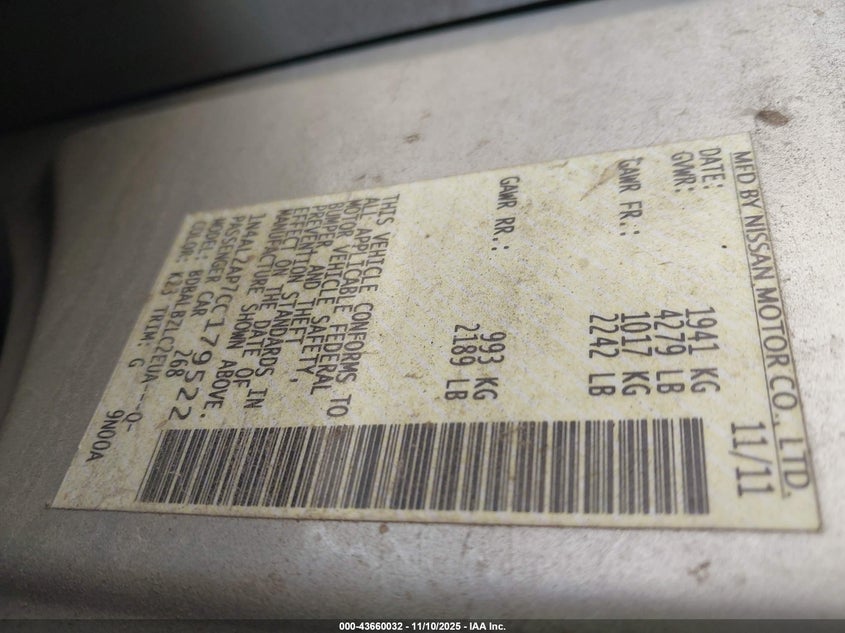 MFD BY NISSAN MOTOR CO., LTD.
DATE: 11/11
GVWR: 1941 KG
4279 LB
GAWR FR.: 1017 KG
2242 LB
GAWR RR.: 993 KG
2189 LB
THIS VEHICLE CONFORMS TO
ALL APPLICABLE FEDERAL
MOTOR VEHICLE SAFETY,
BUMPER AND THEFT
PREVENTION STANDARDS IN
EFFECT ON THE DATE OF
MANUFACTURE SHOWN ABOVE.
1N4AL2AP7CC179522
PASSENGER CAR 268
MODEL: BDBALBZLC2EUA---Q-
COLOR: K23 TRIM: G 9N00A
000-43660032 - 11/10/2025 - IAA Inc.